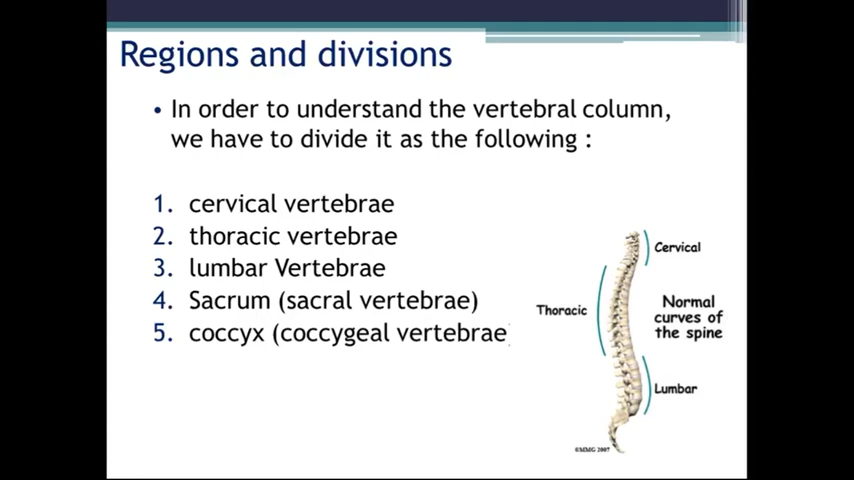 Regions and divisions
• In order to understand the vertebral column,
we have to divide it as the following :
1. cervical vertebrae
2. thoracic vertebrae
3. lumbar Vertebrae
4. Sacrum (sacral vertebrae)
5. coccyx (coccygeal vertebrae)
Cervical
Thoracic
Normal
curves of
the spine
Lumbar
©MMG 2007